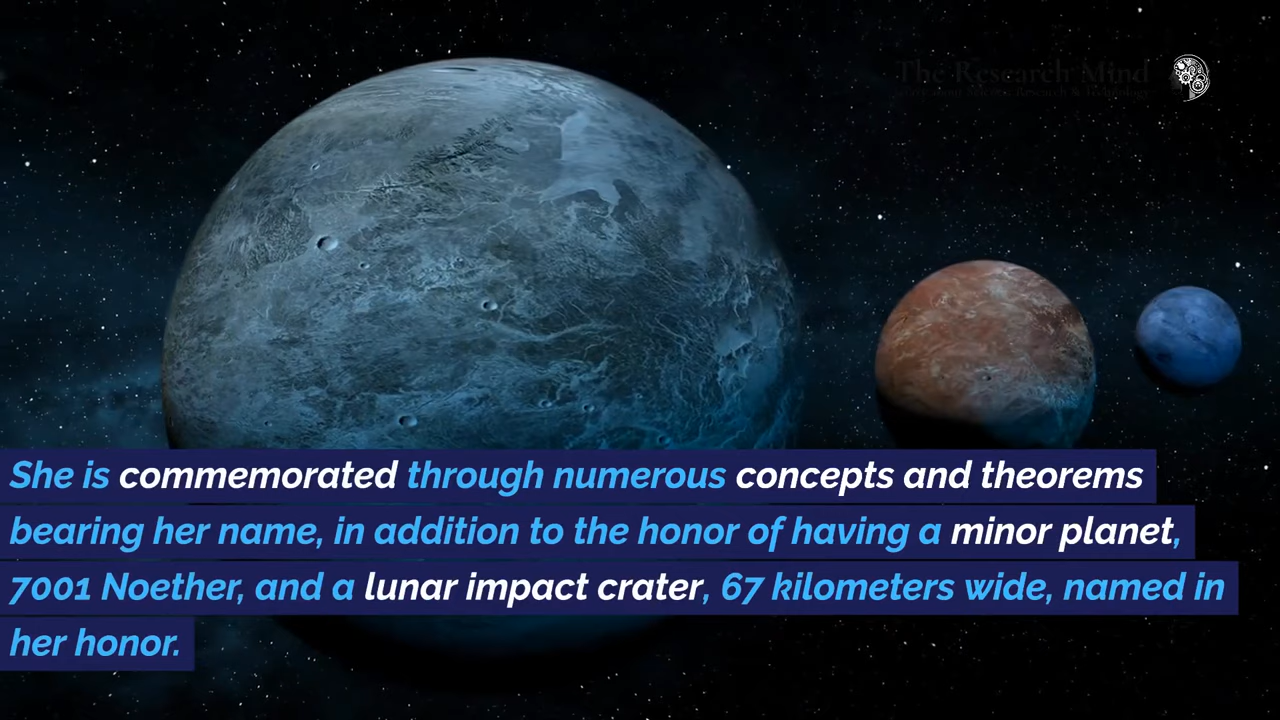 The Research Mind
She is commemorated through numerous concepts and theorems
bearing her name, in addition to the honor of having a minor planet,
7001 Noether, and a lunar impact crater, 67 kilometers wide, named in
her honor.